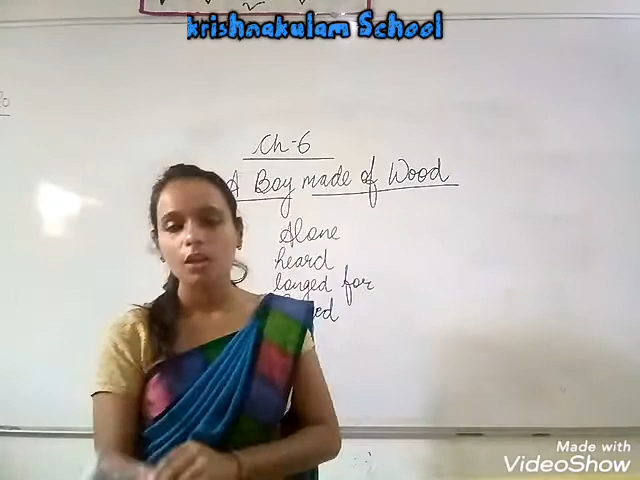 krishnakulam School
Ch-6
A Boy made of Wood
Alone
heard
longed for
Made with
VideoShow